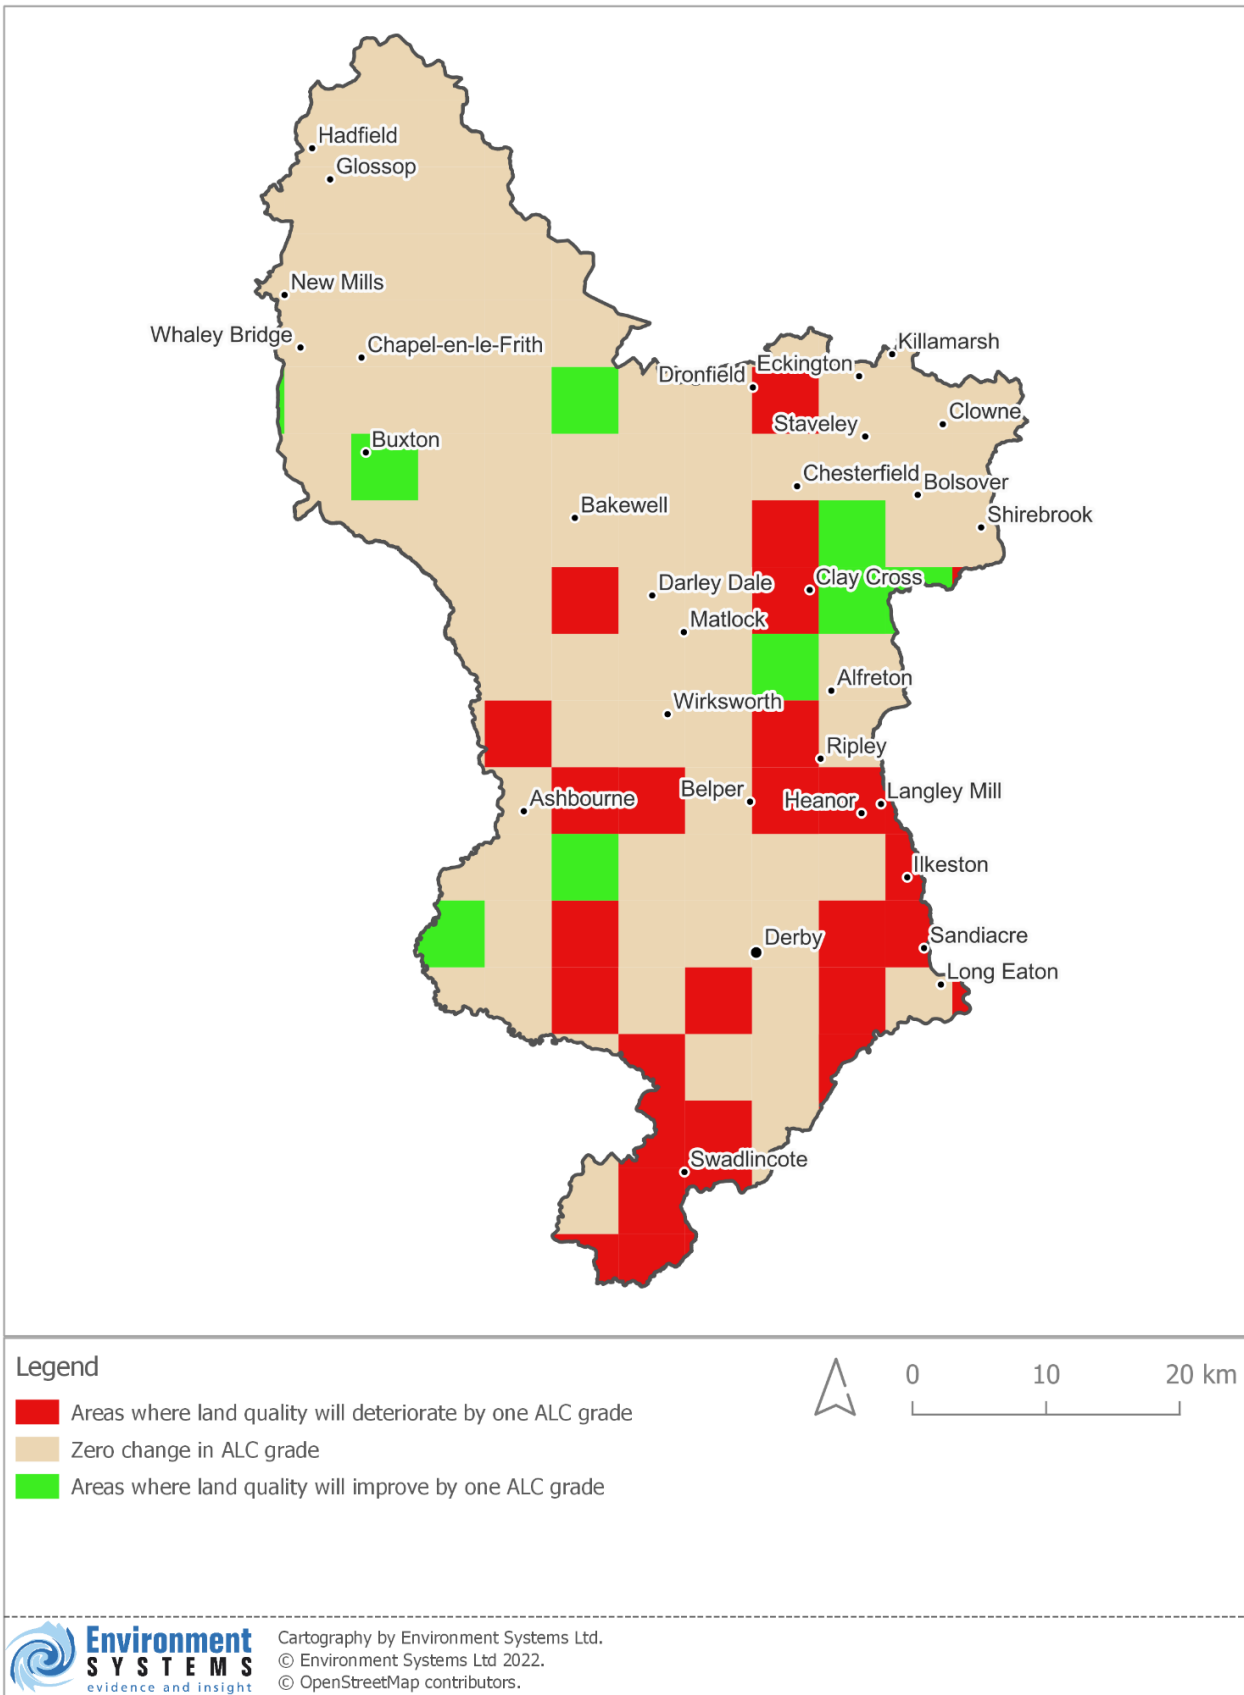 Hadfield
Glossop
New Mills
Whaley Bridge
Chapel-en-le-Frith
Killamarsh
Eckington
Dronfield
Clowne
Staveley
Buxton
Chesterfield
Bolsover
Bakewell
Shirebrook
Clay Cross
Darley Dale
Matlock
Alfreton
Wirksworth
Ripley
Belper
Langley Mill
Ashbourne
Heanor
Ilkeston
Sandiacre
Derby
Long Eaton
Swadlincote
Legend
0 10 20 km
Areas where land quality will deteriorate by one ALC grade
Zero change in ALC grade
Areas where land quality will improve by one ALC grade
Environment
SYSTEMS
evidence and insight
Cartography by Environment Systems Ltd.
© Environment Systems Ltd 2022.
© OpenStreetMap contributors.